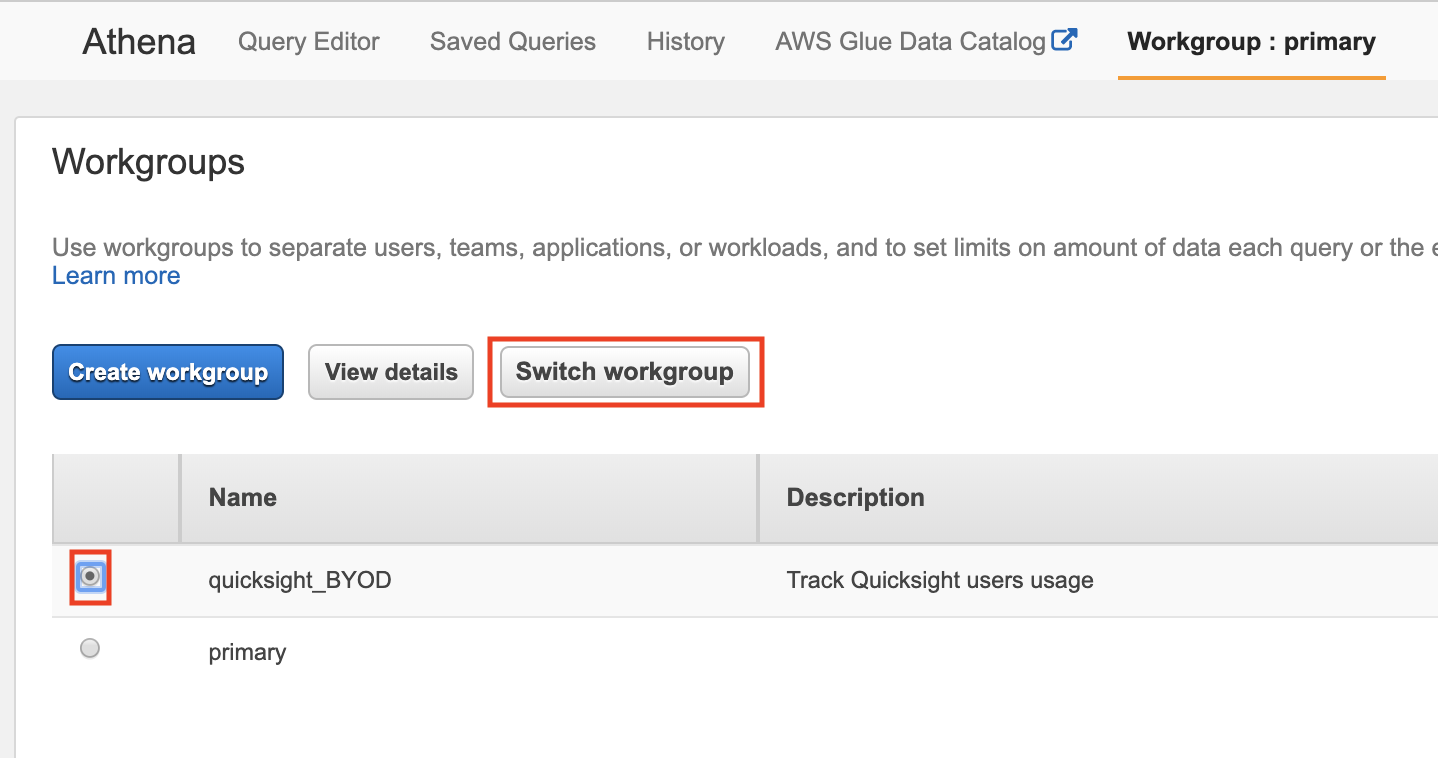 Athena Query Editor Saved Queries History AWS Glue Data Catalog Workgroup : primary
Workgroups
Use workgroups to separate users, teams, applications, or workloads, and to set limits on amount of data each query or the
Learn more
Create workgroup View details Switch workgroup
Name Description
quicksight_BYOD Track Quicksight users usage
primary